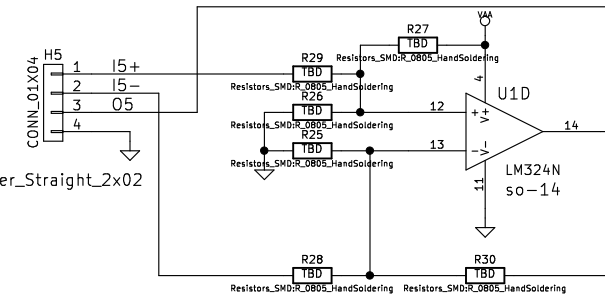 VAA
R27
TBD
Resistors_SMD:R_0805_HandSoldering
H5
CONN_01X04
1 I5+
2 I5-
3 O5
4
R29
TBD
Resistors_SMD:R_0805_HandSoldering
R26
TBD
Resistors_SMD:R_0805_HandSoldering
R25
TBD
Resistors_SMD:R_0805_HandSoldering
4
U1D
12
+
V+
14
13
-
V-
11
LM324N
so-14
er_Straight_2x02
R28
TBD
Resistors_SMD:R_0805_HandSoldering
R30
TBD
Resistors_SMD:R_0805_HandSoldering